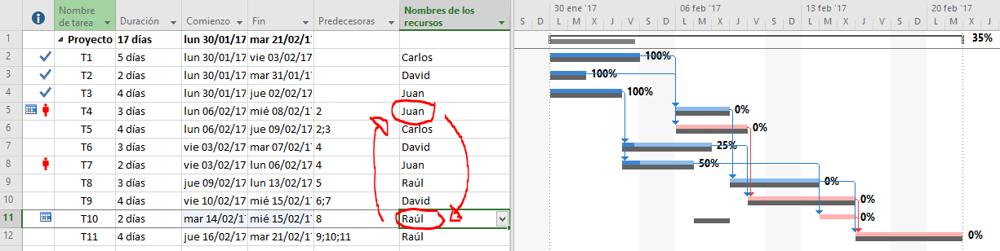 Nombre de tarea Duración Comienzo Fin Predecesoras Nombres de los recursos
30 ene '17 06 feb '17 13 feb '17 20 feb '17
S D L M X J V S D L M X J V S D L M X J V S D L M X J
1 Proyecto 17 días lun 30/01/17 mar 21/02/17 35%
2 T1 5 días lun 30/01/17 vie 03/02/17 Carlos 100%
3 T2 2 días lun 30/01/17 mar 31/01/17 David 100%
4 T3 4 días lun 30/01/17 jue 02/02/17 Juan 100%
5 T4 3 días lun 06/02/17 mié 08/02/17 2 Juan 0%
6 T5 4 días lun 06/02/17 jue 09/02/17 2;3 Carlos 0%
7 T6 3 días vie 03/02/17 mar 07/02/17 4 David 25%
8 T7 2 días vie 03/02/17 lun 06/02/17 4 Juan 50%
9 T8 3 días jue 09/02/17 lun 13/02/17 5 Raúl 0%
10 T9 4 días vie 10/02/17 mié 15/02/17 6;7 David 0%
11 T10 2 días mar 14/02/17 mié 15/02/17 8 Raúl 0%
12 T11 4 días jue 16/02/17 mar 21/02/17 9;10;11 Raúl 0%